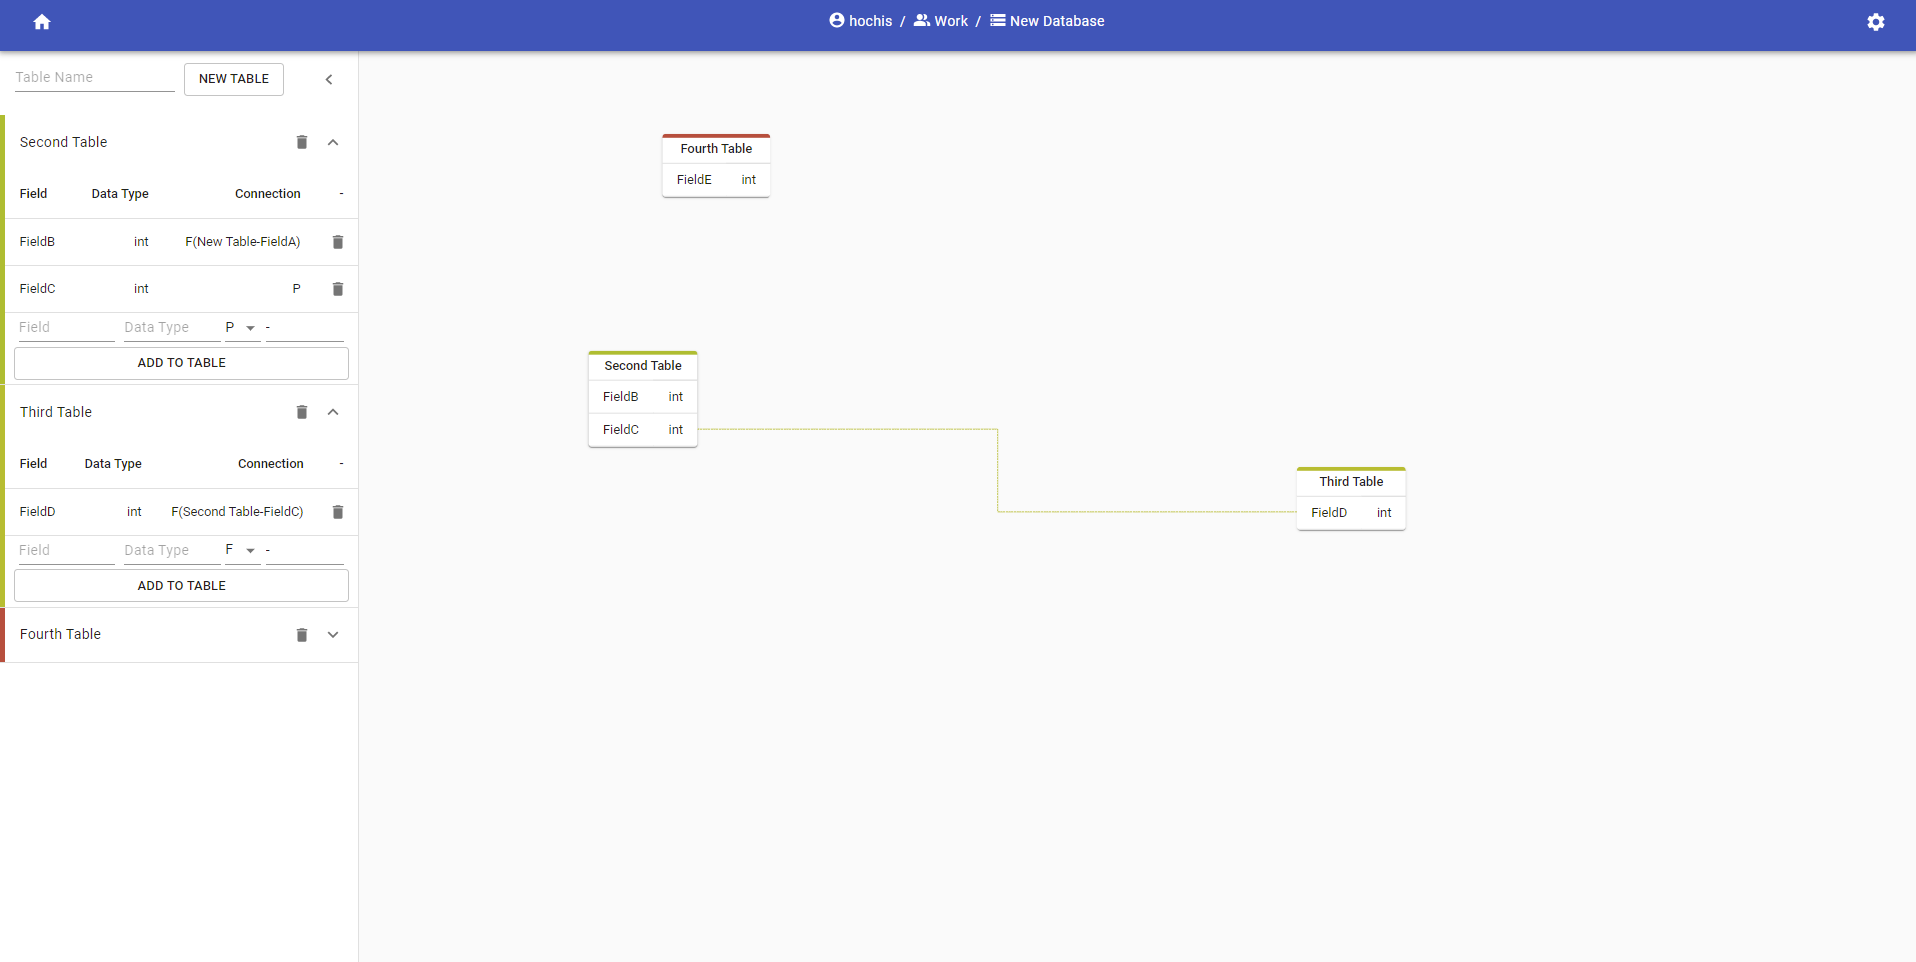 hochis / Work / New Database
Table Name NEW TABLE
Second Table
Field Data Type Connection -
FieldB int F(New Table-FieldA)
FieldC int P
Field Data Type P -
ADD TO TABLE
Third Table
Field Data Type Connection -
FieldD int F(Second Table-FieldC)
Field Data Type F -
ADD TO TABLE
Fourth Table
Fourth Table
FieldE int
Second Table
FieldB int
FieldC int
Third Table
FieldD int